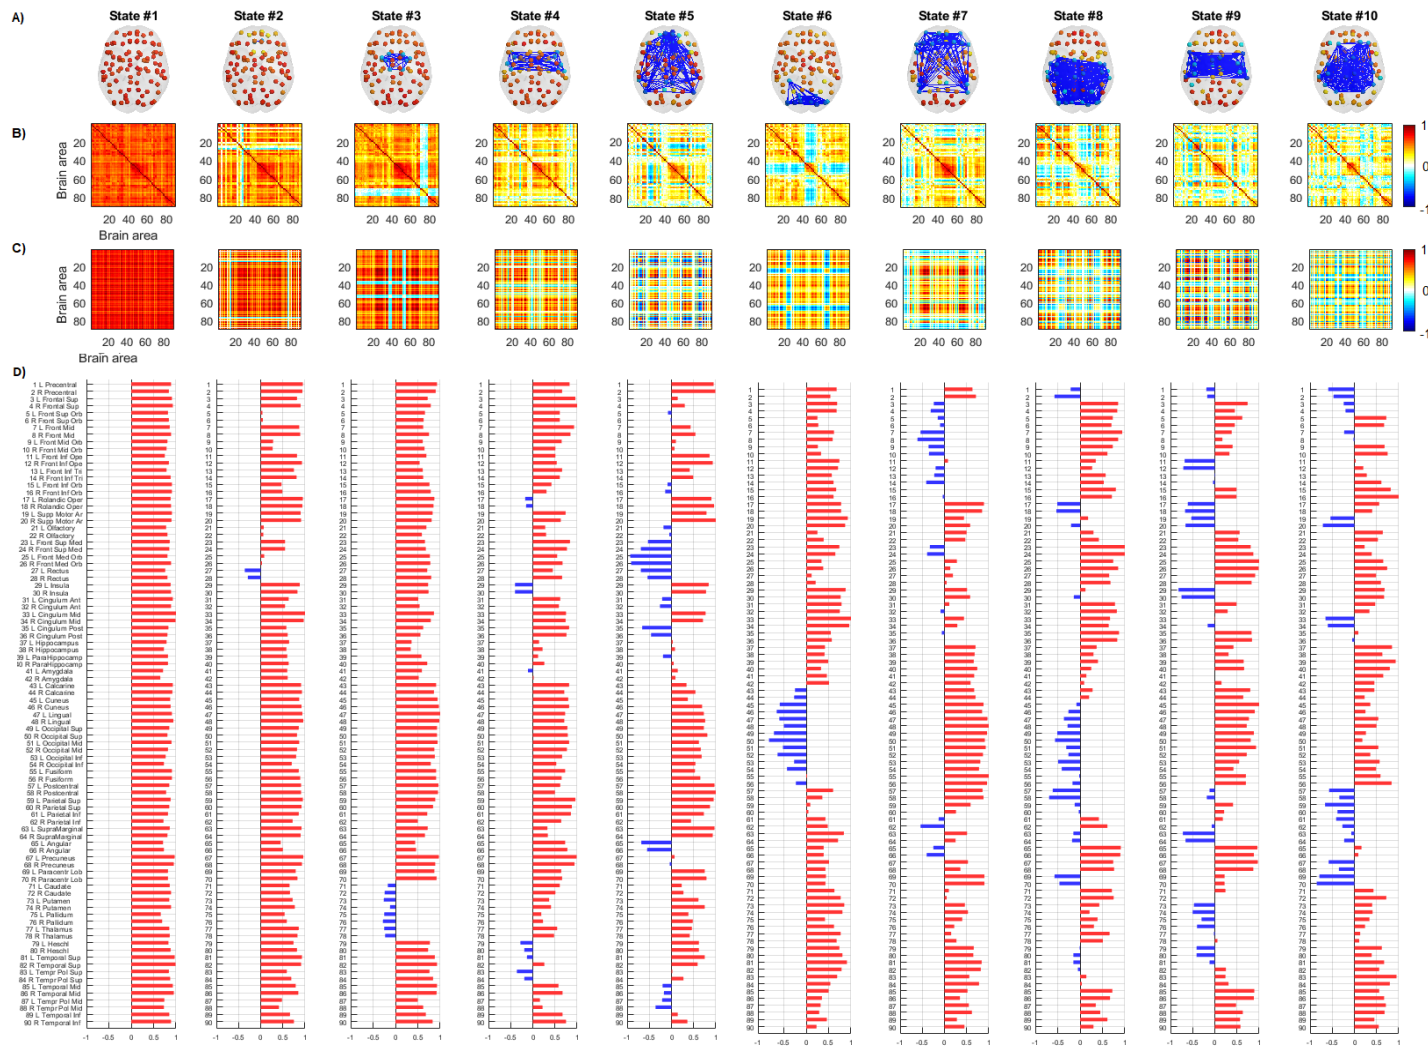 A) State #1 State #2 State #3 State #4 State #5 State #6 State #7 State #8 State #9 State #10
B)
Brain area
20
40
60
80
20 40 60 80
Brain area
1
0
-1
C)
Brain area
20
40
60
80
20 40 60 80
Brain area
1
0
-1
D)
1 L Precentral
2 R Precentral
3 L Frontal Sup
4 R Frontal Sup
5 L Front Sup Orb
6 R Front Sup Orb
7 L Front Mid
8 R Front Mid
9 L Front Mid Orb
10 R Front Mid Orb
11 L Front Inf Ope
12 R Front Inf Ope
13 L Front Inf Tri
14 R Front Inf Tri
15 L Front Inf Orb
16 R Front Inf Orb
17 L Rolandic Oper
18 R Rolandic Oper
19 L Supp Motor Ar
20 R Supp Motor Ar
21 L Olfactory
22 R Olfactory
23 L Front Sup Med
24 R Front Sup Med
25 L Front Med Orb
26 R Front Med Orb
27 L Rectus
28 R Rectus
29 L Insula
30 R Insula
31 L Cingulum Ant
32 R Cingulum Ant
33 L Cingulum Mid
34 R Cingulum Mid
35 L Cingulum Post
36 R Cingulum Post
37 L Hippocampus
38 R Hippocampus
39 L ParaHippocamp
40 R ParaHippocamp
41 L Amygdala
42 R Amygdala
43 L Calcarine
44 R Calcarine
45 L Cuneus
46 R Cuneus
47 L Lingual
48 R Lingual
49 L Occipital Sup
50 R Occipital Sup
51 L Occipital Mid
52 R Occipital Mid
53 L Occipital Inf
54 R Occipital Inf
55 L Fusiform
56 R Fusiform
57 L Postcentral
58 R Postcentral
59 L Parietal Sup
60 R Parietal Sup
61 L Parietal Inf
62 R Parietal Inf
63 L SupraMarginal
64 R SupraMarginal
65 L Angular
66 R Angular
67 L Precuneus
68 R Precuneus
69 L Paracentr Lob
70 R Paracentr Lob
71 L Caudate
72 R Caudate
73 L Putamen
74 R Putamen
75 L Pallidum
76 R Pallidum
77 L Thalamus
78 R Thalamus
79 L Heschl
80 R Heschl
81 L Temporal Sup
82 R Temporal Sup
83 L Tempr Pol Sup
84 R Tempr Pol Sup
85 L Temporal Mid
86 R Temporal Mid
87 L Tempr Pol Mid
88 R Tempr Pol Mid
89 L Temporal Inf
90 R Temporal Inf
-1 -0.5 0 0.5 1